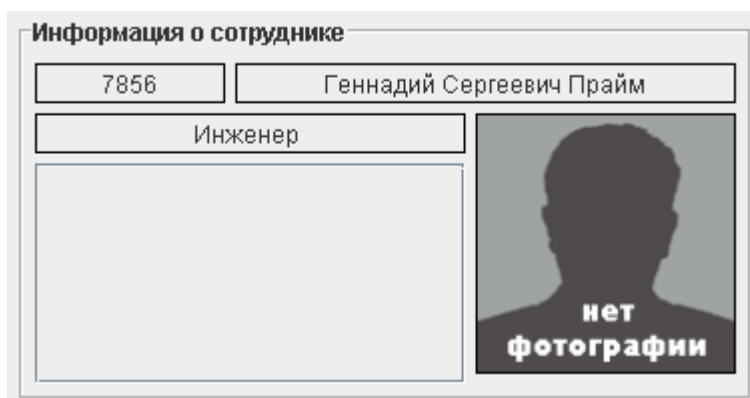 Информация о сотруднике
7856
Геннадий Сергеевич Прайм
Инженер
нет
фотографии